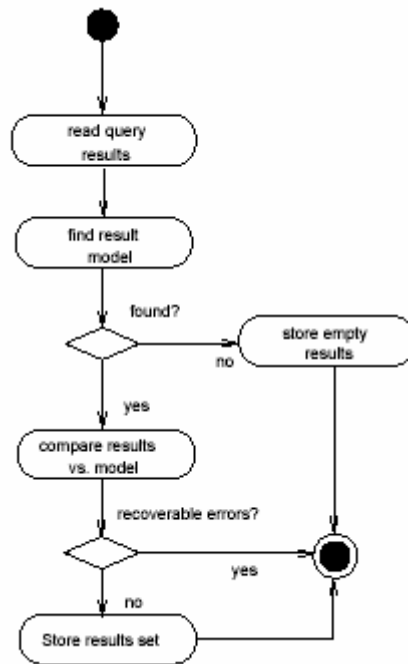 read query
results
find result
model
found?
store empty
results
no
yes
compare results
vs. model
recoverable errors?
yes
no
Store results set